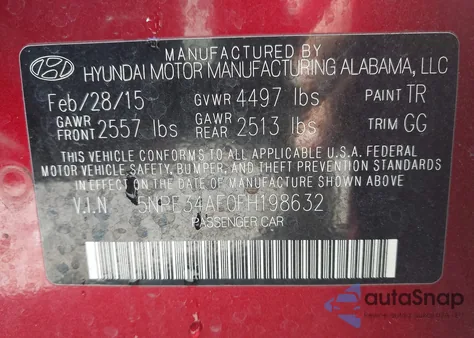 MANUFACTURED BY
HYUNDAI MOTOR MANUFACTURING ALABAMA, LLC
Feb/28/15 GVWR 4497 lbs PAINT TR
GAWR FRONT 2557 lbs GAWR REAR 2513 lbs TRIM GG
THIS VEHICLE CONFORMS TO ALL APPLICABLE U.S.A. FEDERAL
MOTOR VEHICLE SAFETY, BUMPER, AND THEFT PREVENTION STANDARDS
IN EFFECT ON THE DATE OF MANUFACTURE SHOWN ABOVE.
V.I.N 5NPE34AF0FH198632
PASSENGER CAR
autoSnap